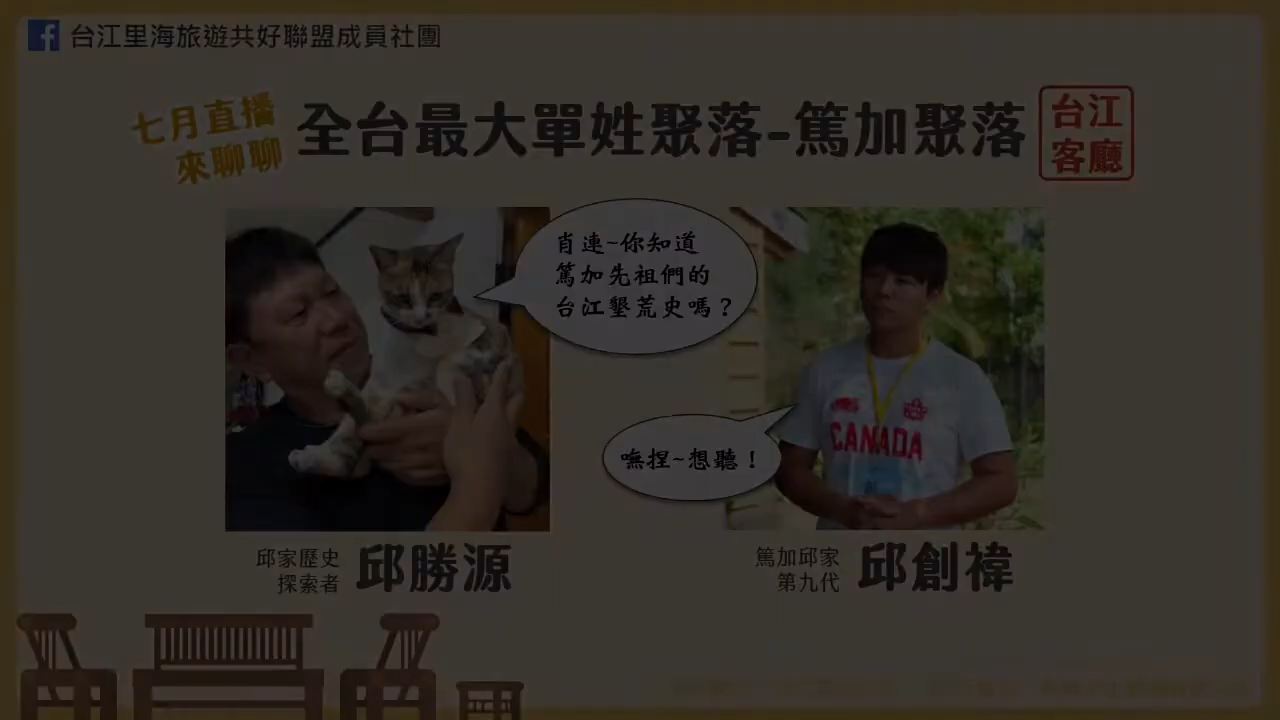 台江里海旅遊共好聯盟成員社團
七月直播
來聊聊
全台最大單姓聚落-篤加聚落
台江
客廳
肖連~你知道
篤加先祖們的
台江墾荒史嗎？
嘸捏~想聽！
CANADA
邱家歷史
探索者
邱勝源
篤加邱家
第九代
邱創褘